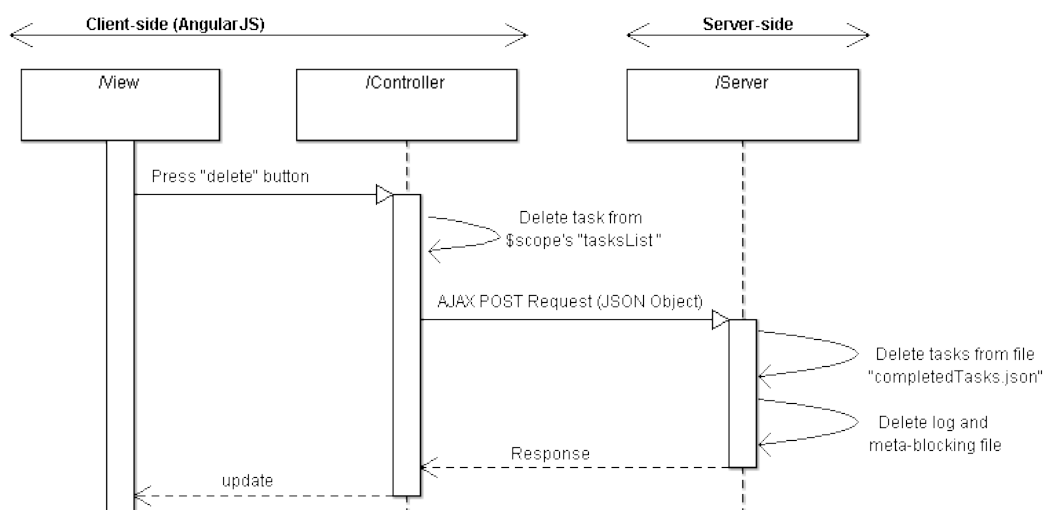 Client-side (AngularJS)
Server-side
/View
/Controller
/Server
Press "delete" button
Delete task from
$scope's "tasksList"
AJAX POST Request (JSON Object)
Delete tasks from file
"completedTasks.json"
Delete log and
meta-blocking file
Response
update